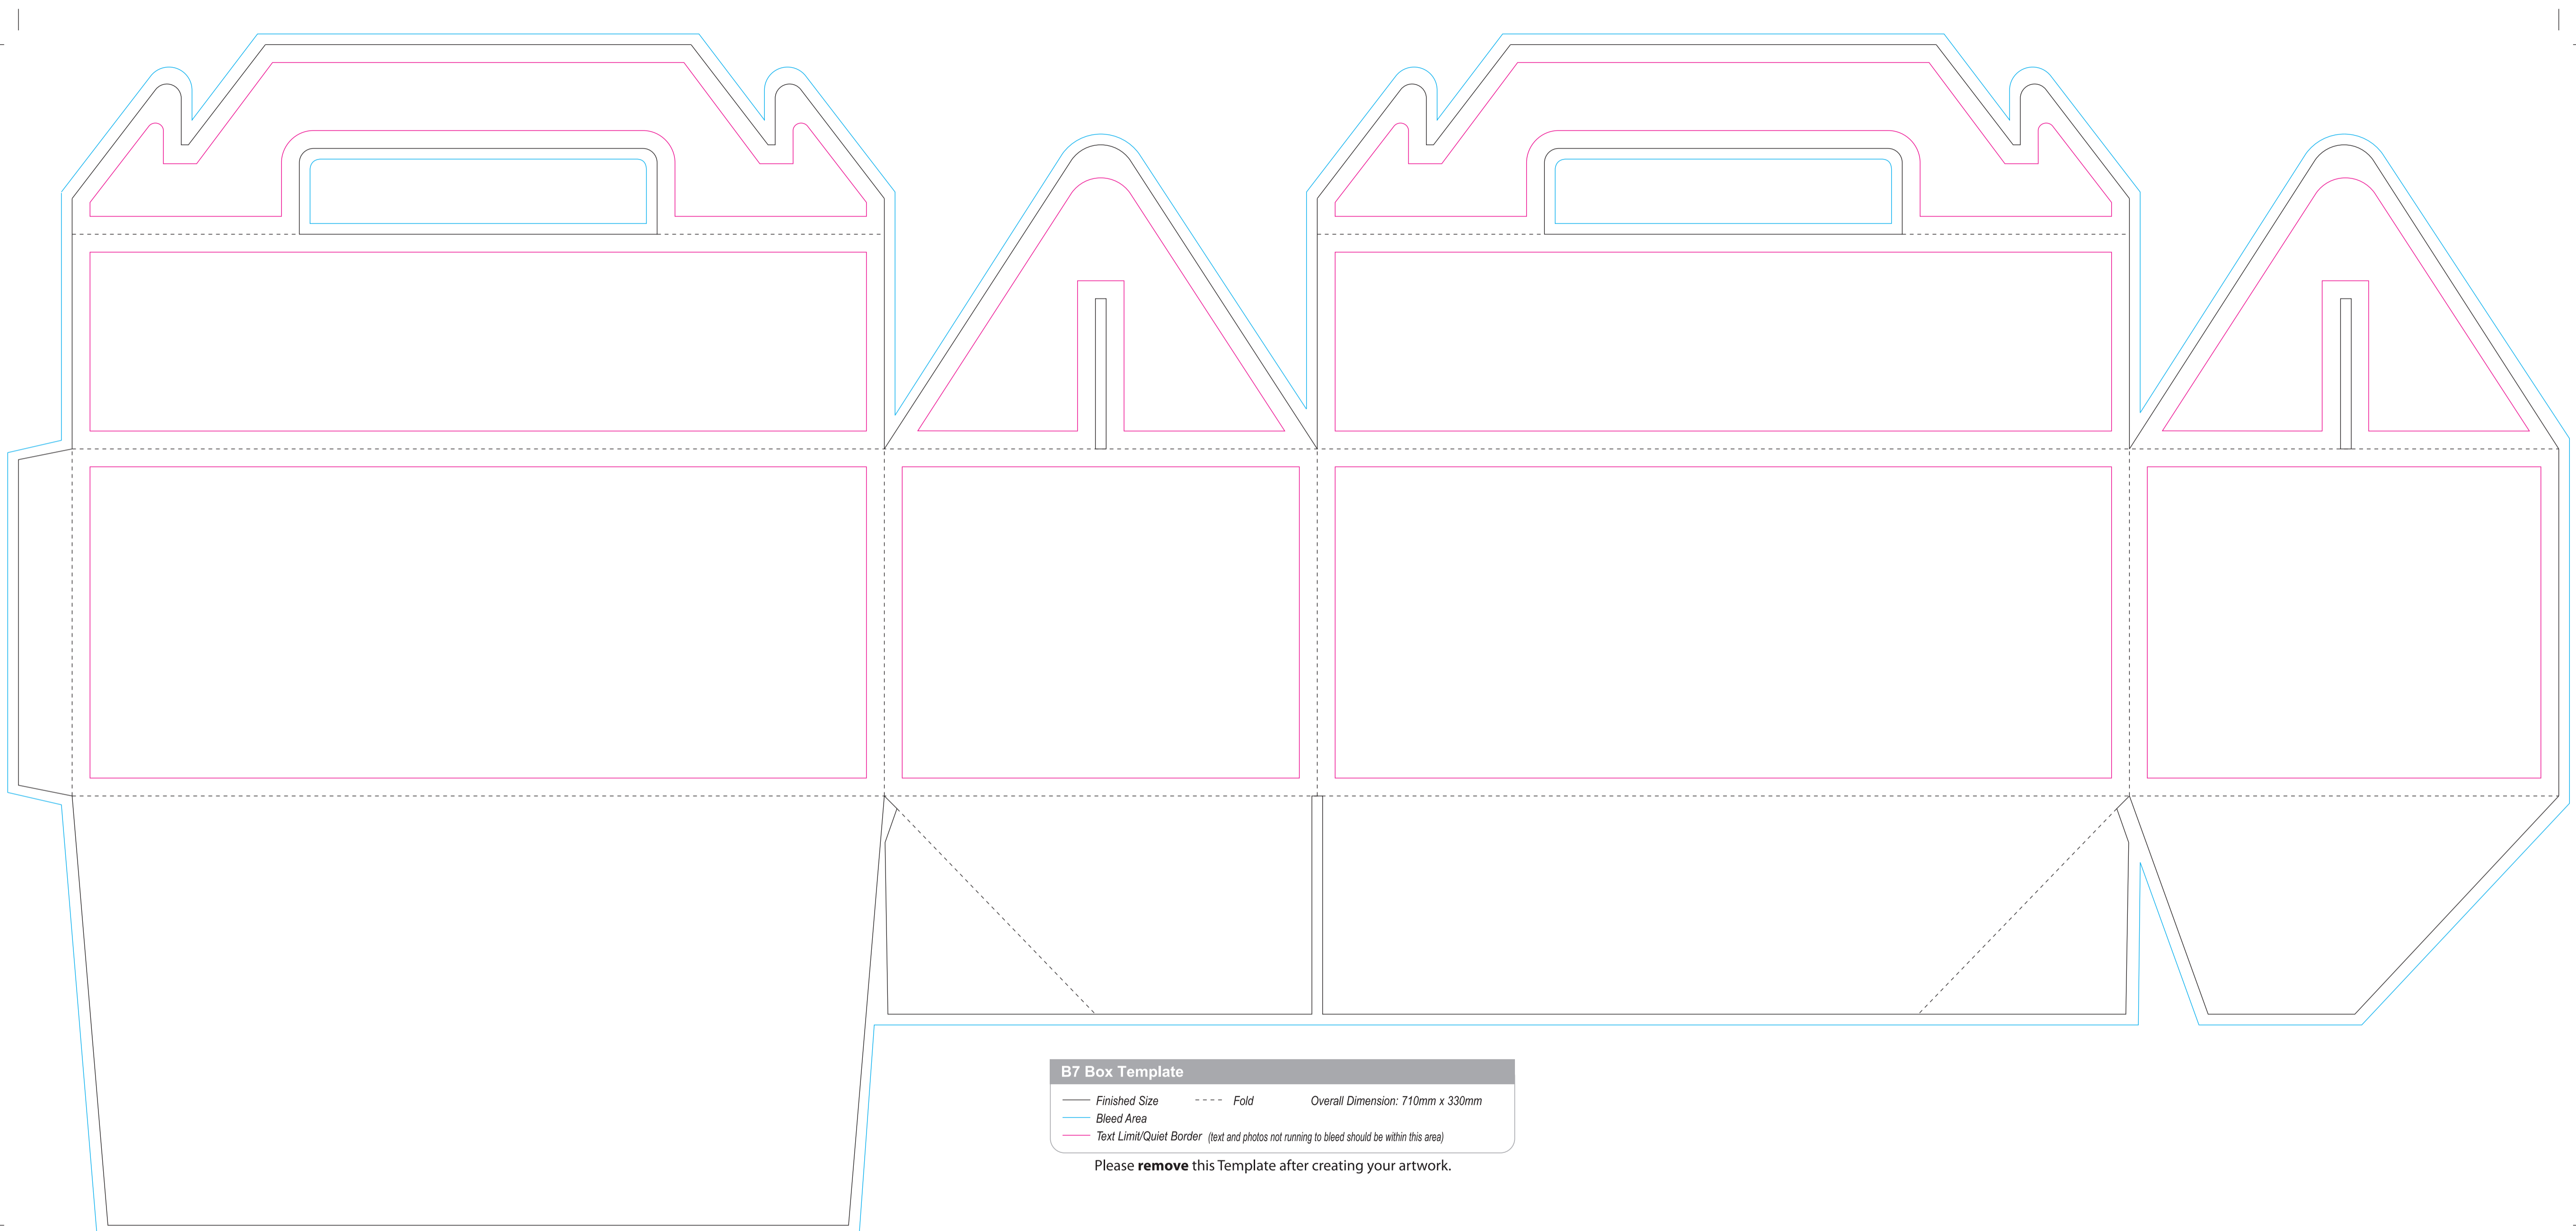 B7 Box Template
Finished Size Fold Overall Dimension: 710mm x 330mm
Bleed Area
Text Limit/Quiet Border (text and photos not running to bleed should be within this area)
Please remove this Template after creating your artwork.